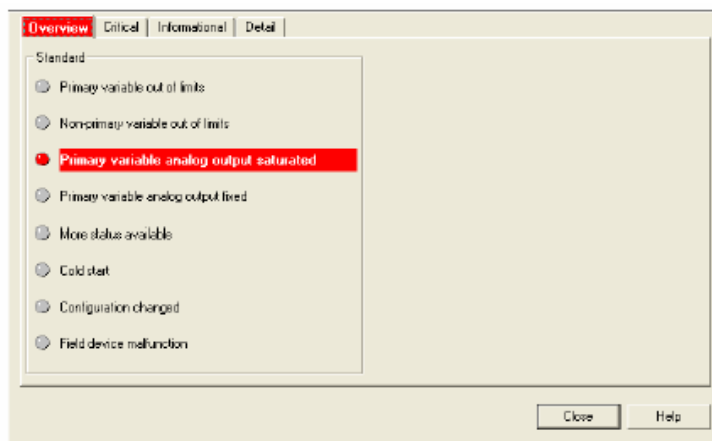 Overview Critical Informational Detail
Standard
Primary variable out of limits
Non-primary variable out of limits
Primary variable analog output saturated
Primary variable analog output fixed
More status available
Cold start
Configuration changed
Field device malfunction
Close Help